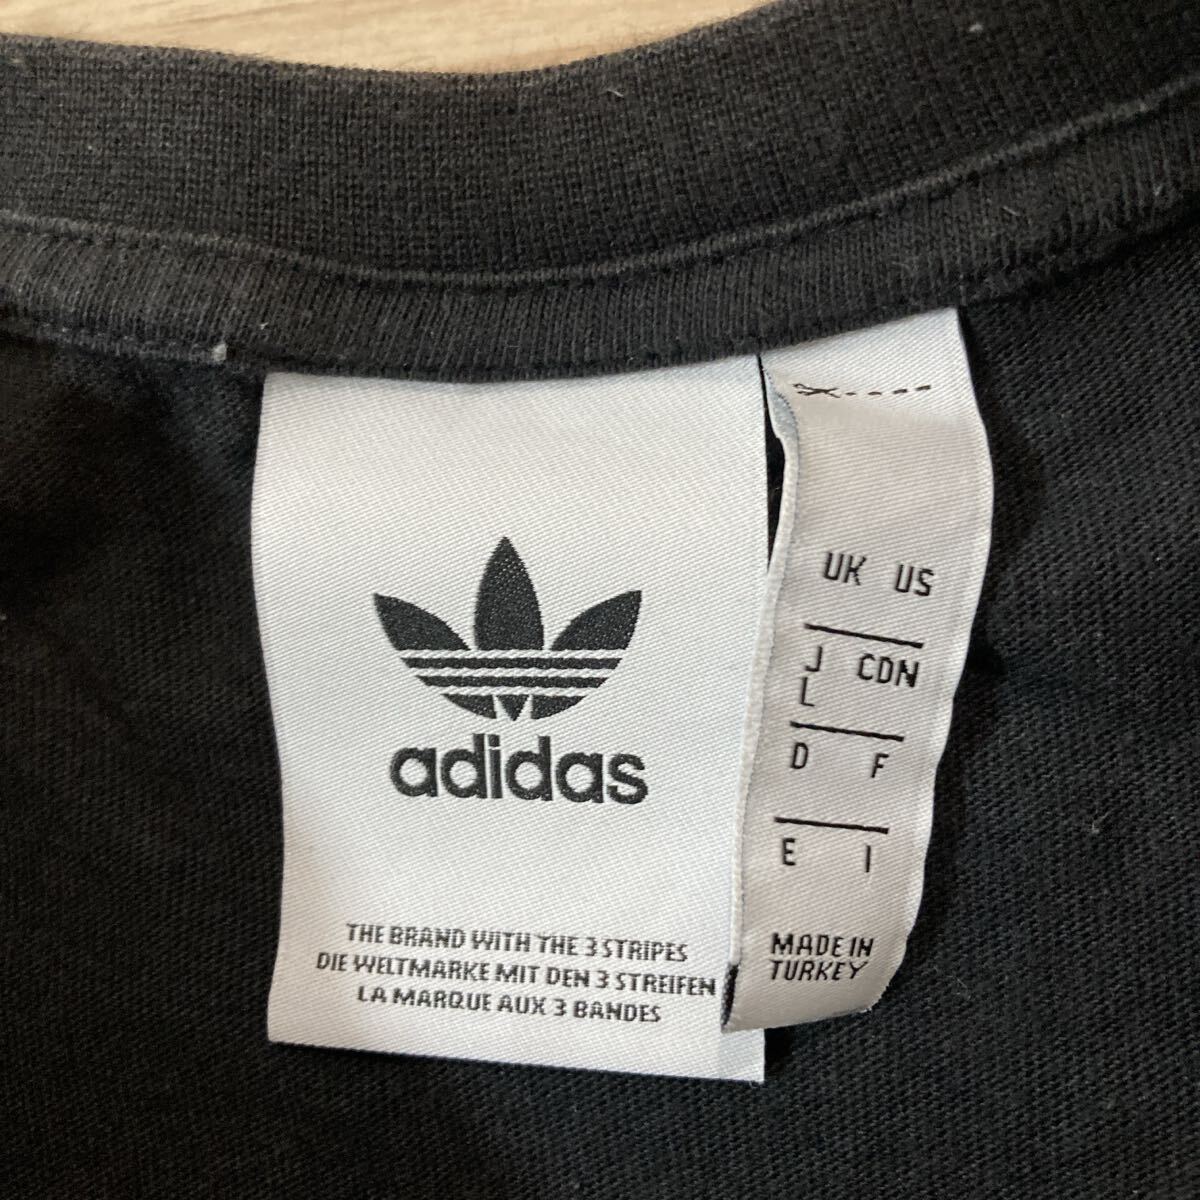 adidas
THE BRAND WITH THE 3 STRIPES
DIE WELTMARKE MIT DEN 3 STREIFEN
LA MARQUE AUX 3 BANDES
UK US
J CDN
L
D F
E I
MADE IN
TURKEY